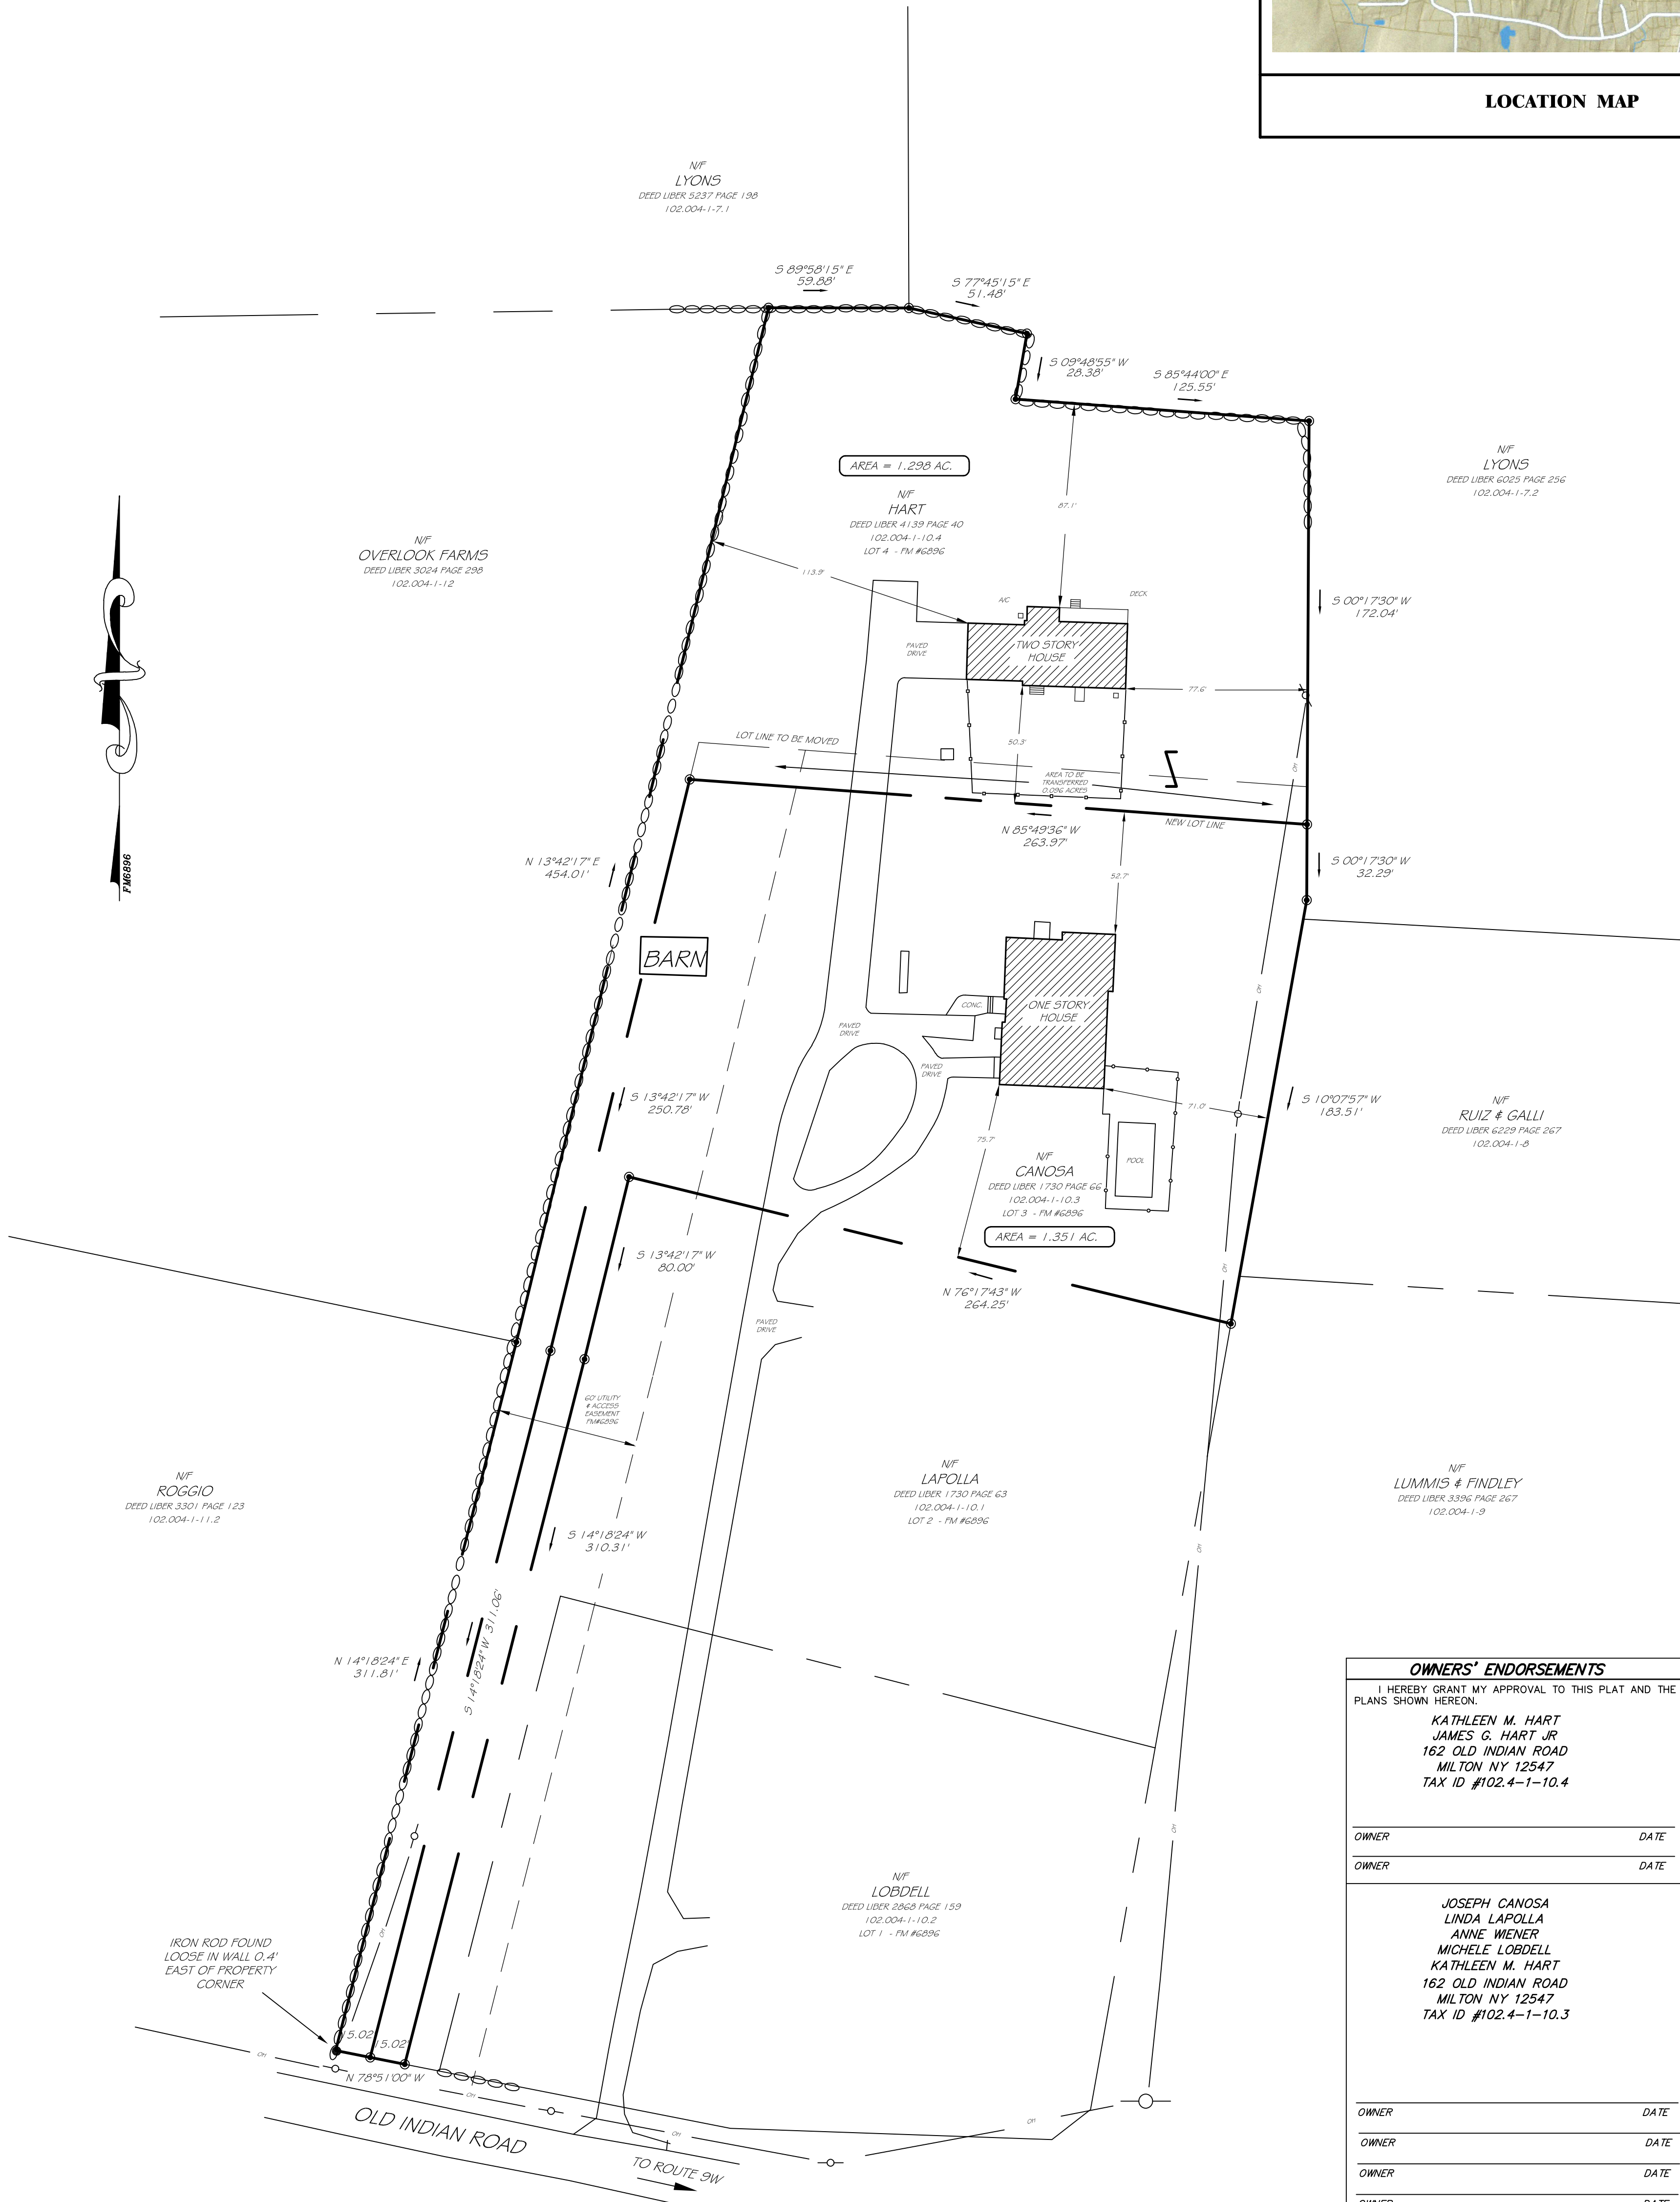 LOCATION MAP
N/F
LYONS
DEED LIBER 5237 PAGE 198
102.004-1-7.1
S 89°58'15" E
59.88'
S 77°45'15" E
51.48'
S 09°48'55" W
28.38'
S 85°44'00" E
125.55'
N/F
LYONS
DEED LIBER 6025 PAGE 256
102.004-1-7.2
AREA = 1.298 AC.
N/F
HART
DEED LIBER 4139 PAGE 40
102.004-1-10.4
LOT 4 - FM #6896
87.1'
N/F
OVERLOOK FARMS
DEED LIBER 3024 PAGE 298
102.004-1-12
113.9'
A/C
DECK
S 00°17'30" W
172.04'
PAVED
DRIVE
TWO STORY
HOUSE
77.6'
50.3'
LOT LINE TO BE MOVED
OH
AREA TO BE
TRANSFERRED
0.096 ACRES
N 85°49'36" W
263.97'
NEW LOT LINE
FM6896
N 13°42'17" E
454.01'
S 00°17'30" W
32.29'
52.7'
BARN
OH
CONC.
ONE STORY
HOUSE
PAVED
DRIVE
PAVED
DRIVE
S 13°42'17" W
250.78'
71.0'
S 10°07'57" W
183.51'
N/F
RUIZ & GALLI
DEED LIBER 6229 PAGE 267
102.004-1-8
75.7'
POOL
N/F
CANOSA
DEED LIBER 1730 PAGE 66
102.004-1-10.3
LOT 3 - FM #6896
AREA = 1.351 AC.
S 13°42'17" W
80.00'
OH
N 76°17'43" W
264.25'
PAVED
DRIVE
60' UTILITY
& ACCESS
EASEMENT
FM#6896
N/F
ROGGIO
DEED LIBER 3301 PAGE 123
102.004-1-11.2
N/F
LAPOLLA
DEED LIBER 1730 PAGE 63
102.004-1-10.1
LOT 2 - FM #6896
N/F
LUMMIS & FINDLEY
DEED LIBER 3396 PAGE 267
102.004-1-9
S 14°18'24" W
310.31'
OH
S 14°18'24" W 311.06'
N 14°18'24" E
311.81'
OH
N/F
LOBDELL
DEED LIBER 2868 PAGE 159
102.004-1-10.2
LOT 1 - FM #6896
OH
IRON ROD FOUND
LOOSE IN WALL 0.4'
EAST OF PROPERTY
CORNER
15.02'
15.02'
N 78°51'00" W
OH
OH
OH
OH
OLD INDIAN ROAD
TO ROUTE 9W
OWNERS' ENDORSEMENTS
I HEREBY GRANT MY APPROVAL TO THIS PLAT AND THE
PLANS SHOWN HEREON.
KATHLEEN M. HART
JAMES G. HART JR
162 OLD INDIAN ROAD
MILTON NY 12547
TAX ID #102.4-1-10.4
OWNER DATE
OWNER DATE
JOSEPH CANOSA
LINDA LAPOLLA
ANNE WIENER
MICHELE LOBDELL
KATHLEEN M. HART
162 OLD INDIAN ROAD
MILTON NY 12547
TAX ID #102.4-1-10.3
OWNER DATE
OWNER DATE
OWNER DATE
OWNER DATE